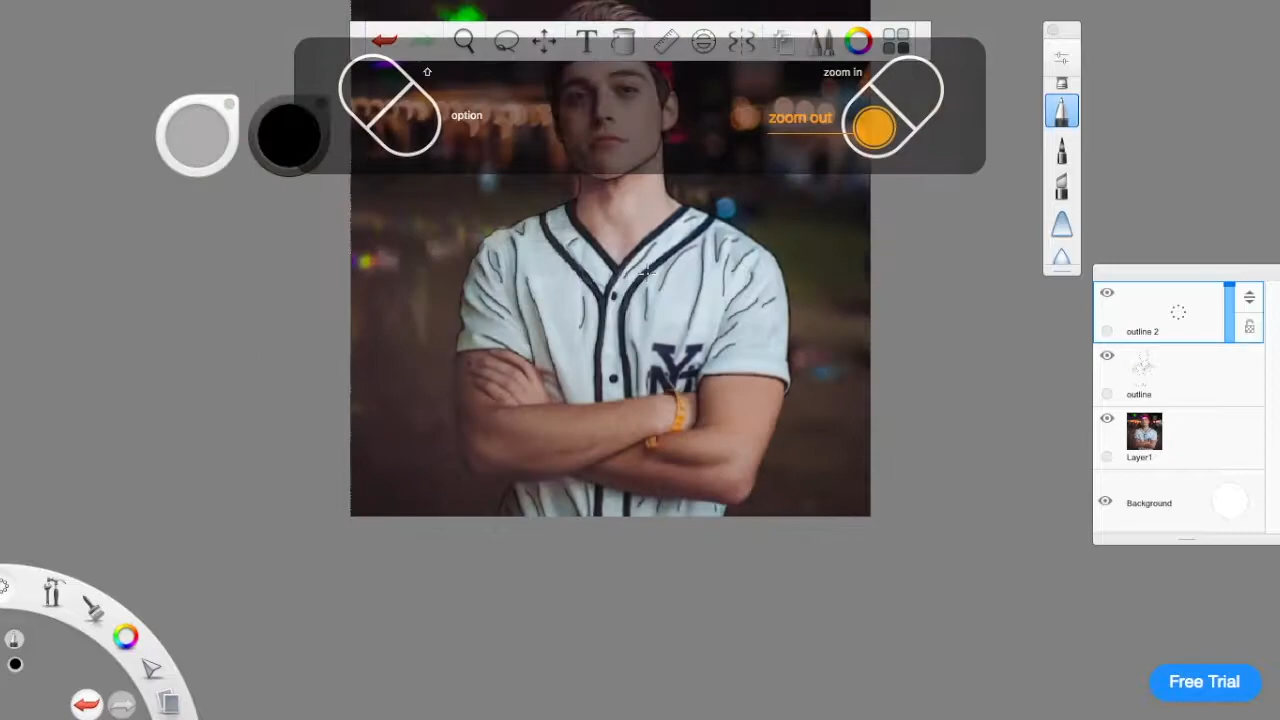 T
zoom in
option
zoom out
outline 2
outline
Layer1
Background
Free Trial